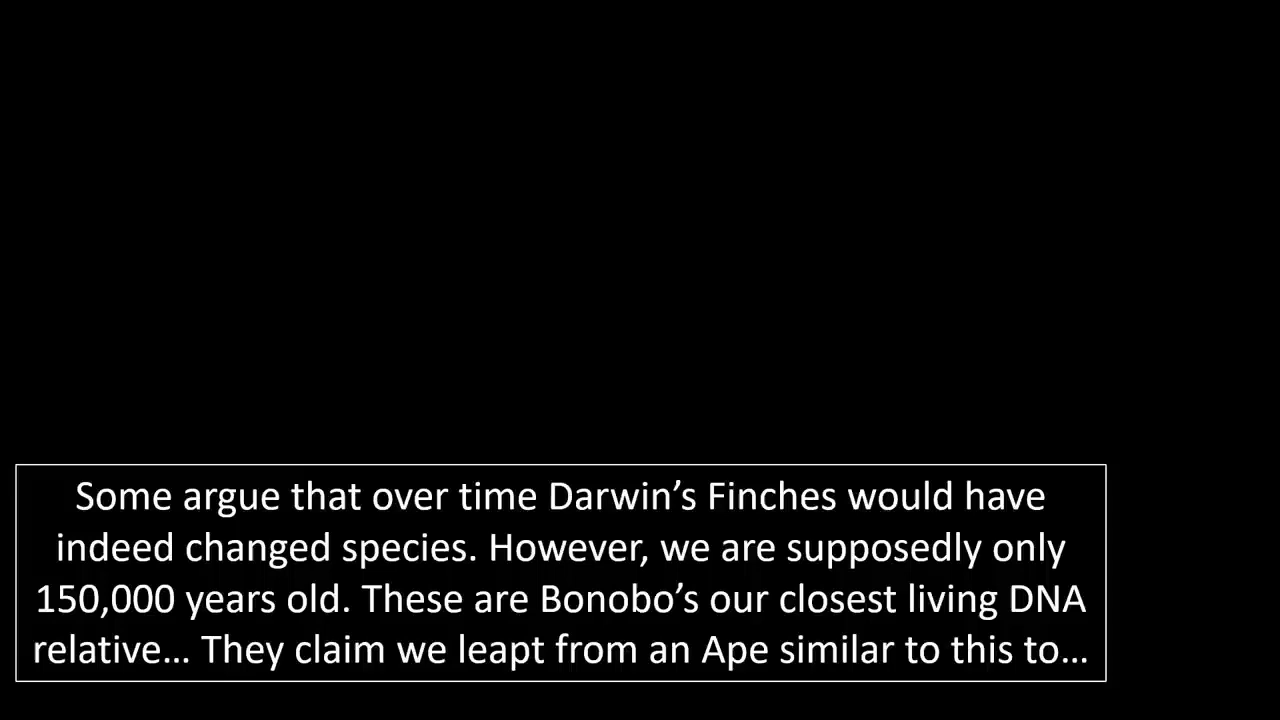 Some argue that over time Darwin’s Finches would have
indeed changed species. However, we are supposedly only
150,000 years old. These are Bonobo’s our closest living DNA
relative… They claim we leapt from an Ape similar to this to…